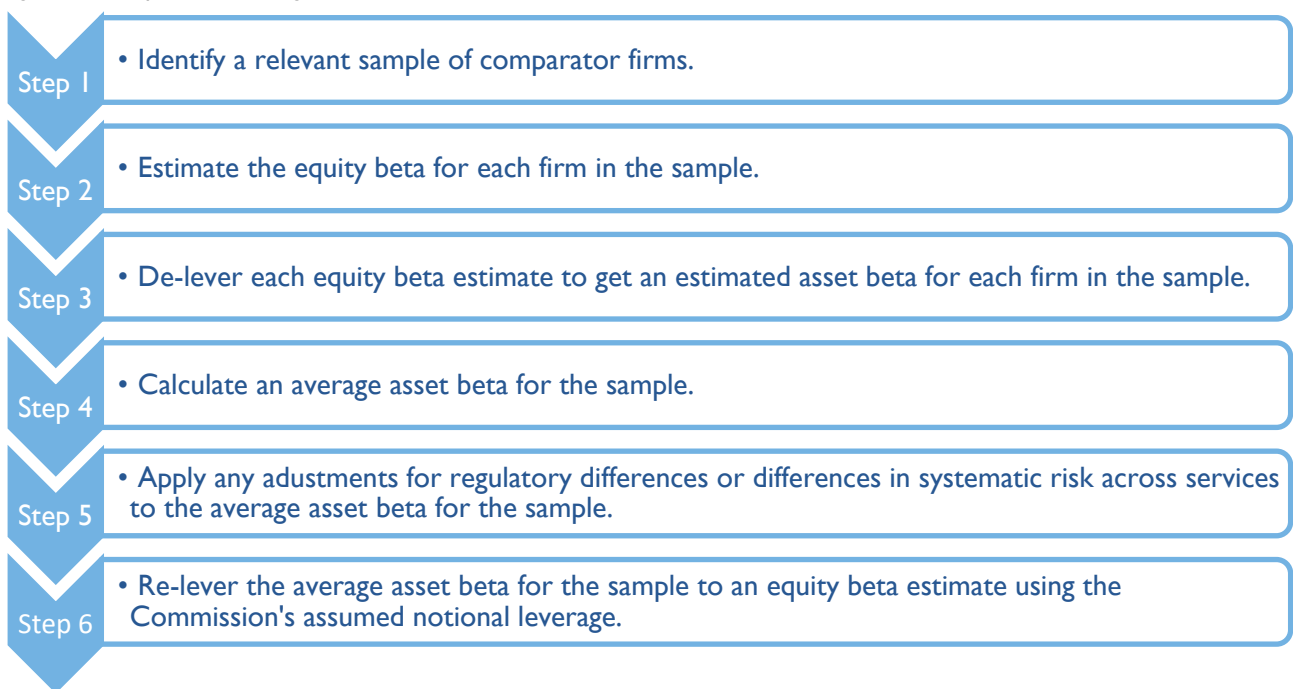 Step 1
• Identify a relevant sample of comparator firms.
Step 2
• Estimate the equity beta for each firm in the sample.
Step 3
• De-lever each equity beta estimate to get an estimated asset beta for each firm in the sample.
Step 4
• Calculate an average asset beta for the sample.
Step 5
• Apply any adustments for regulatory differences or differences in systematic risk across services
to the average asset beta for the sample.
Step 6
• Re-lever the average asset beta for the sample to an equity beta estimate using the
Commission's assumed notional leverage.